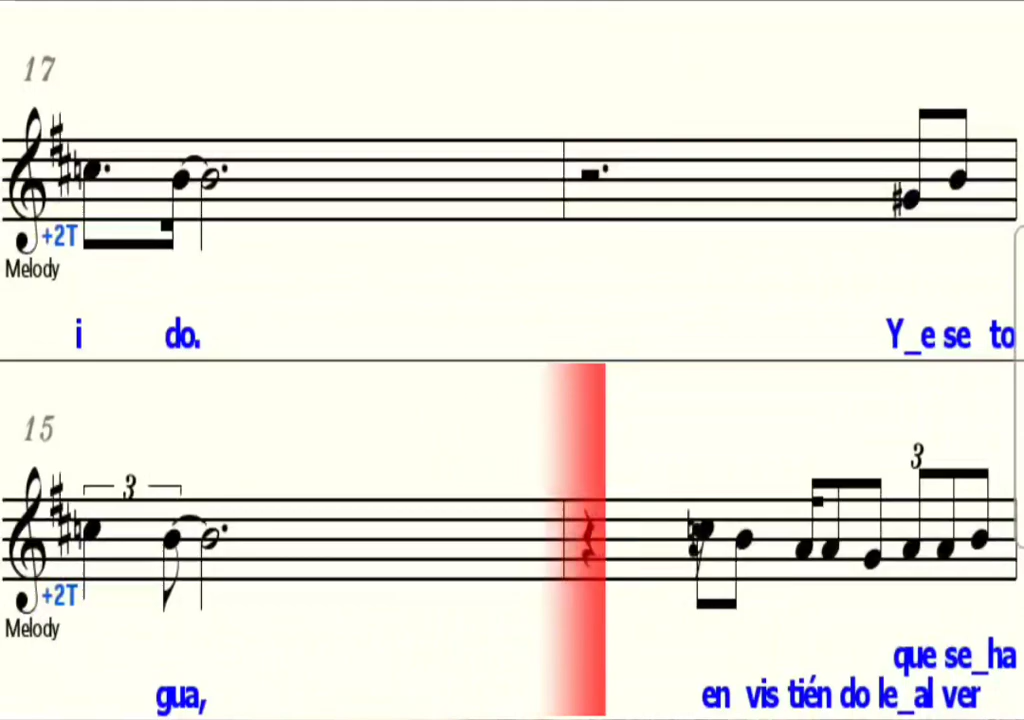 17
+2T
Melody
i do. Y_e se to
15
3 3
+2T
Melody
que se_ha
gua, en vis tién do le_al ver